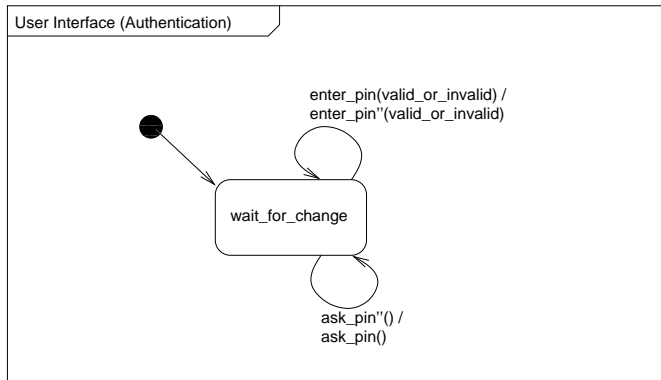 User Interface (Authentication)
enter_pin(valid_or_invalid) /
enter_pin’’(valid_or_invalid)
wait_for_change
ask_pin’’() /
ask_pin()